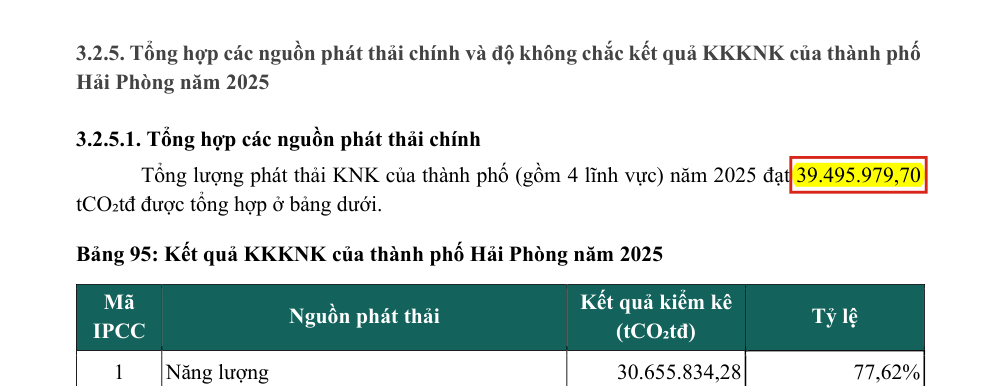 3.2.5. Tổng hợp các nguồn phát thải chính và độ không chắc kết quả KKKNK của thành phố
Hải Phòng năm 2025
3.2.5.1. Tổng hợp các nguồn phát thải chính
Tổng lượng phát thải KNK của thành phố (gồm 4 lĩnh vực) năm 2025 đạt 39.495.979,70
tCO₂tđ được tổng hợp ở bảng dưới.
Bảng 95: Kết quả KKKNK của thành phố Hải Phòng năm 2025
Mã IPCC Nguồn phát thải Kết quả kiểm kê (tCO₂tđ) Tỷ lệ
1 Năng lượng 30.655.834,28 77,62%